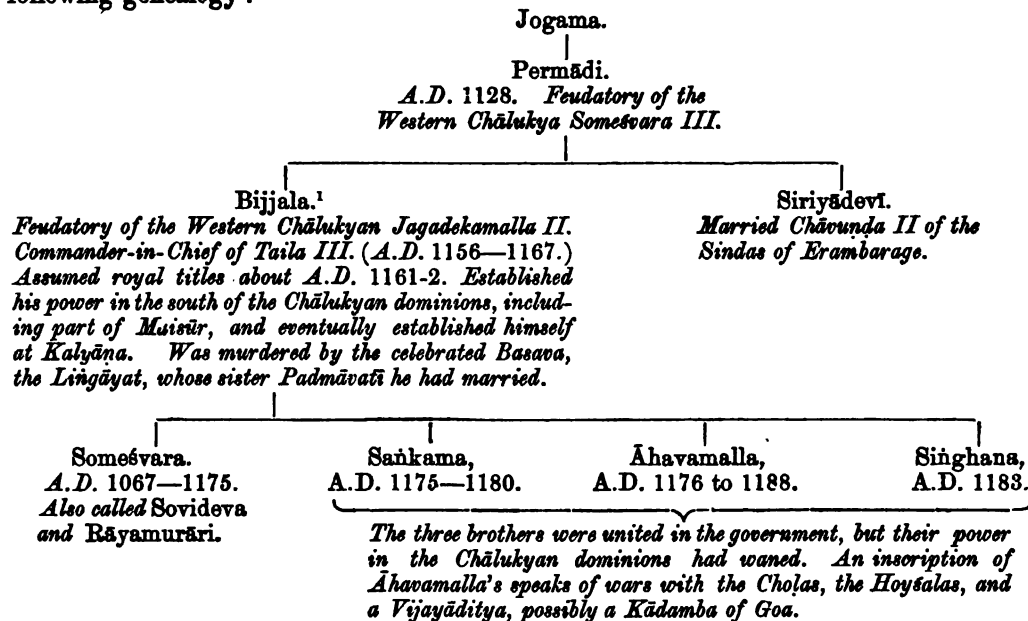 following genealogy :
Jogama.
Permādi.
A.D. 1128. Feudatory of the
Western Chālukya Someśvara III.
Bijjala.¹
Feudatory of the Western Chālukyan Jagadekamalla II.
Commander-in-Chief of Taila III. (A.D. 1156—1167.)
Assumed royal titles about A.D. 1161-2. Established
his power in the south of the Chālukyan dominions, includ-
ing part of Maisūr, and eventually established himself
at Kalyāṇa. Was murdered by the celebrated Basava,
the Liṅgāyat, whose sister Padmāvatī he had married.
Siriyādevī.
Married Chāvuṇḍa II of the
Sindas of Erambarage.
Someśvara.
A.D. 1067—1175.
Also called Sovideva
and Rāyamurāri.
Saṅkama,
A.D. 1175—1180.
Āhavamalla,
A.D. 1176 to 1188.
Siṅghana,
A.D. 1183.
The three brothers were united in the government, but their power
in the Chālukyan dominions had waned. An inscription of
Āhavamalla's speaks of wars with the Choḷas, the Hoyśalas, and
a Vijayāditya, possibly a Kādamba of Goa.